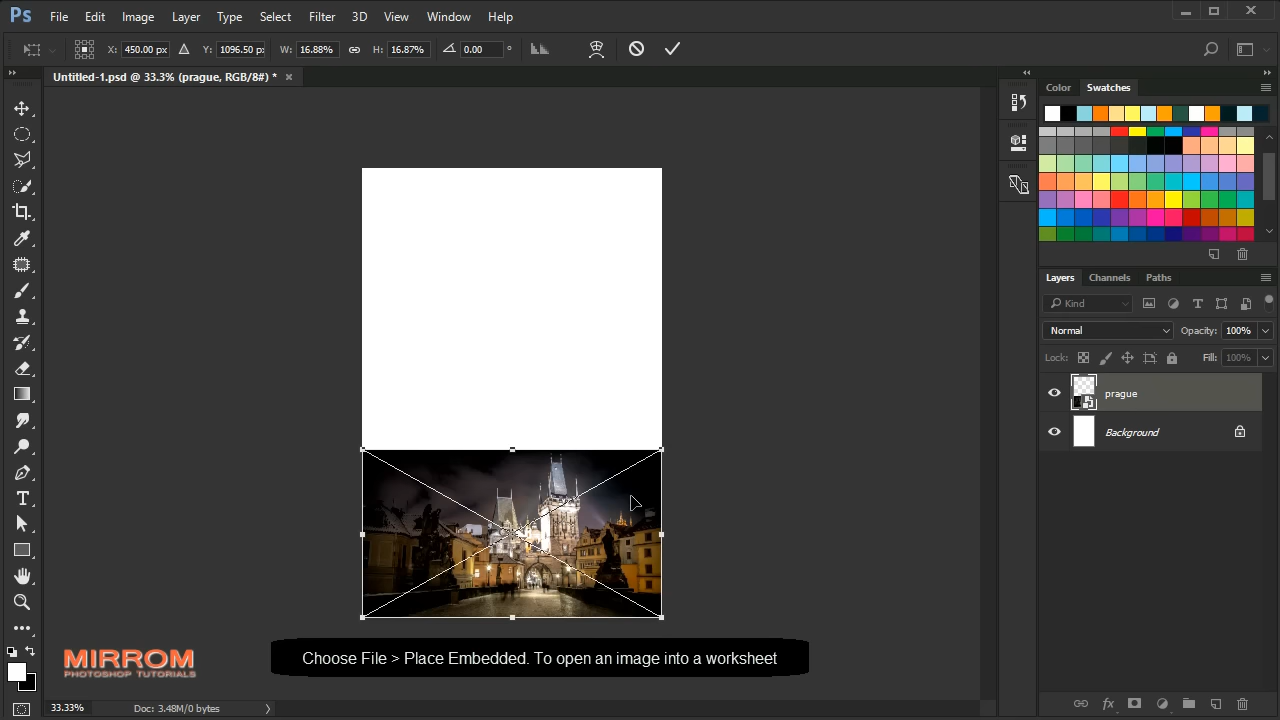 Ps File Edit Image Layer Type Select Filter 3D View Window Help
X: 450.00 px Y: 1096.50 px W: 16.88% H: 16.87% 0.00 °
Untitled-1.psd @ 33.3% (prague, RGB/8#) * ×
Color Swatches
Layers Channels Paths
Kind
Normal Opacity: 100%
Lock: Fill: 100%
prague
Background
MIRROM
PHOTOSHOP TUTORIALS
Choose File > Place Embedded. To open an image into a worksheet
33.33% Doc: 3.48M/0 bytes